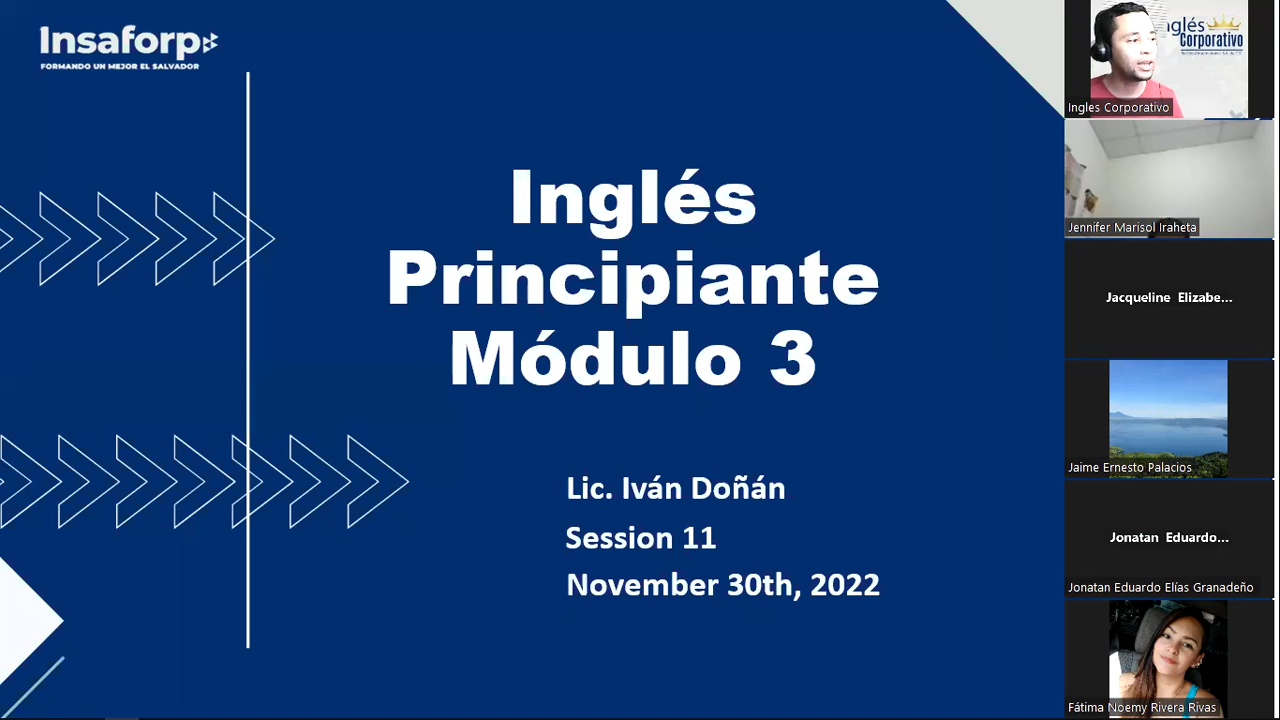 Insaforp
FORMANDO UN MEJOR EL SALVADOR
Inglés
Principiante
Módulo 3
Lic. Iván Doñán
Session 11
November 30th, 2022
Inglés
Corporativo
Ingles Corporativo
Jennifer Marisol Iraheta
Jacqueline Elizabe...
Jaime Ernesto Palacios
Jonatan Eduardo...
Jonatan Eduardo Elías Granadeño
Fátima Noemy Rivera Rivas